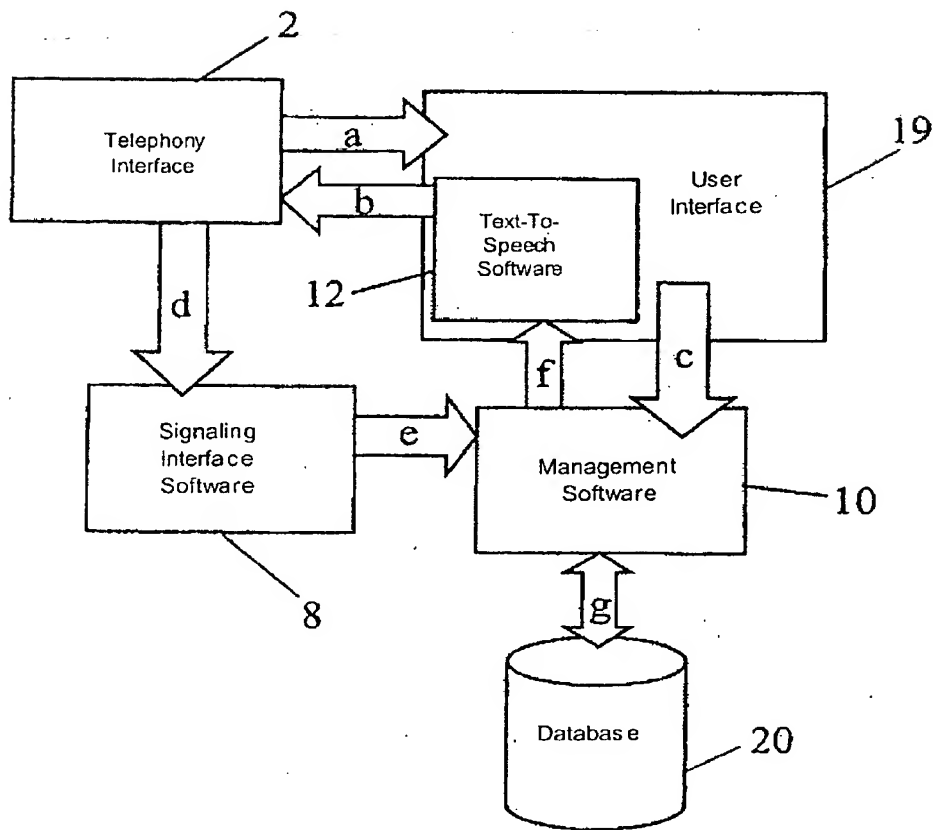 2
Telephony
Interface
a
b
User
Interface
19
Text-To-
Speech
Software
12
d
f
c
Signaling
Interface
Software
e
8
Management
Software
10
g
Database
20